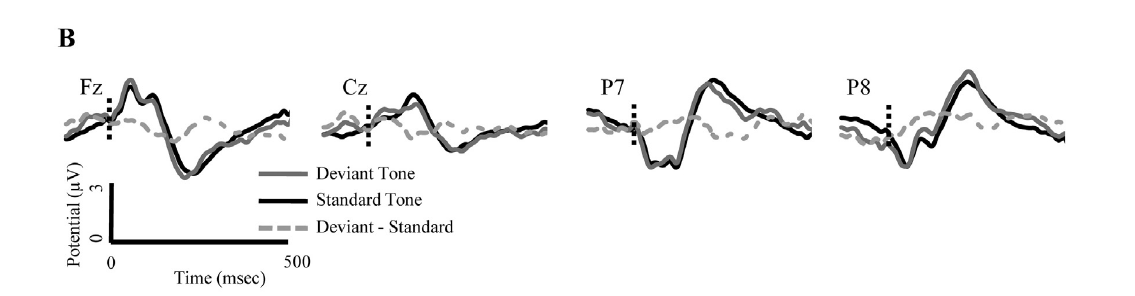 B
Fz
Cz
P7
P8
Deviant Tone
Standard Tone
Deviant - Standard
Potential (µV)
3
0
0
500
Time (msec)